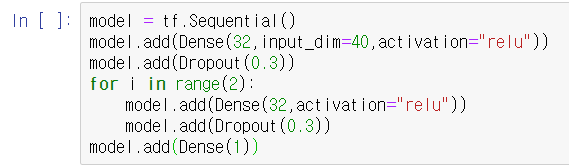 In [ ]: model = tf.Sequential()
model.add(Dense(32,input_dim=40,activation="relu"))
model.add(Dropout(0.3))
for i in range(2):
    model.add(Dense(32,activation="relu"))
    model.add(Dropout(0.3))
model.add(Dense(1))